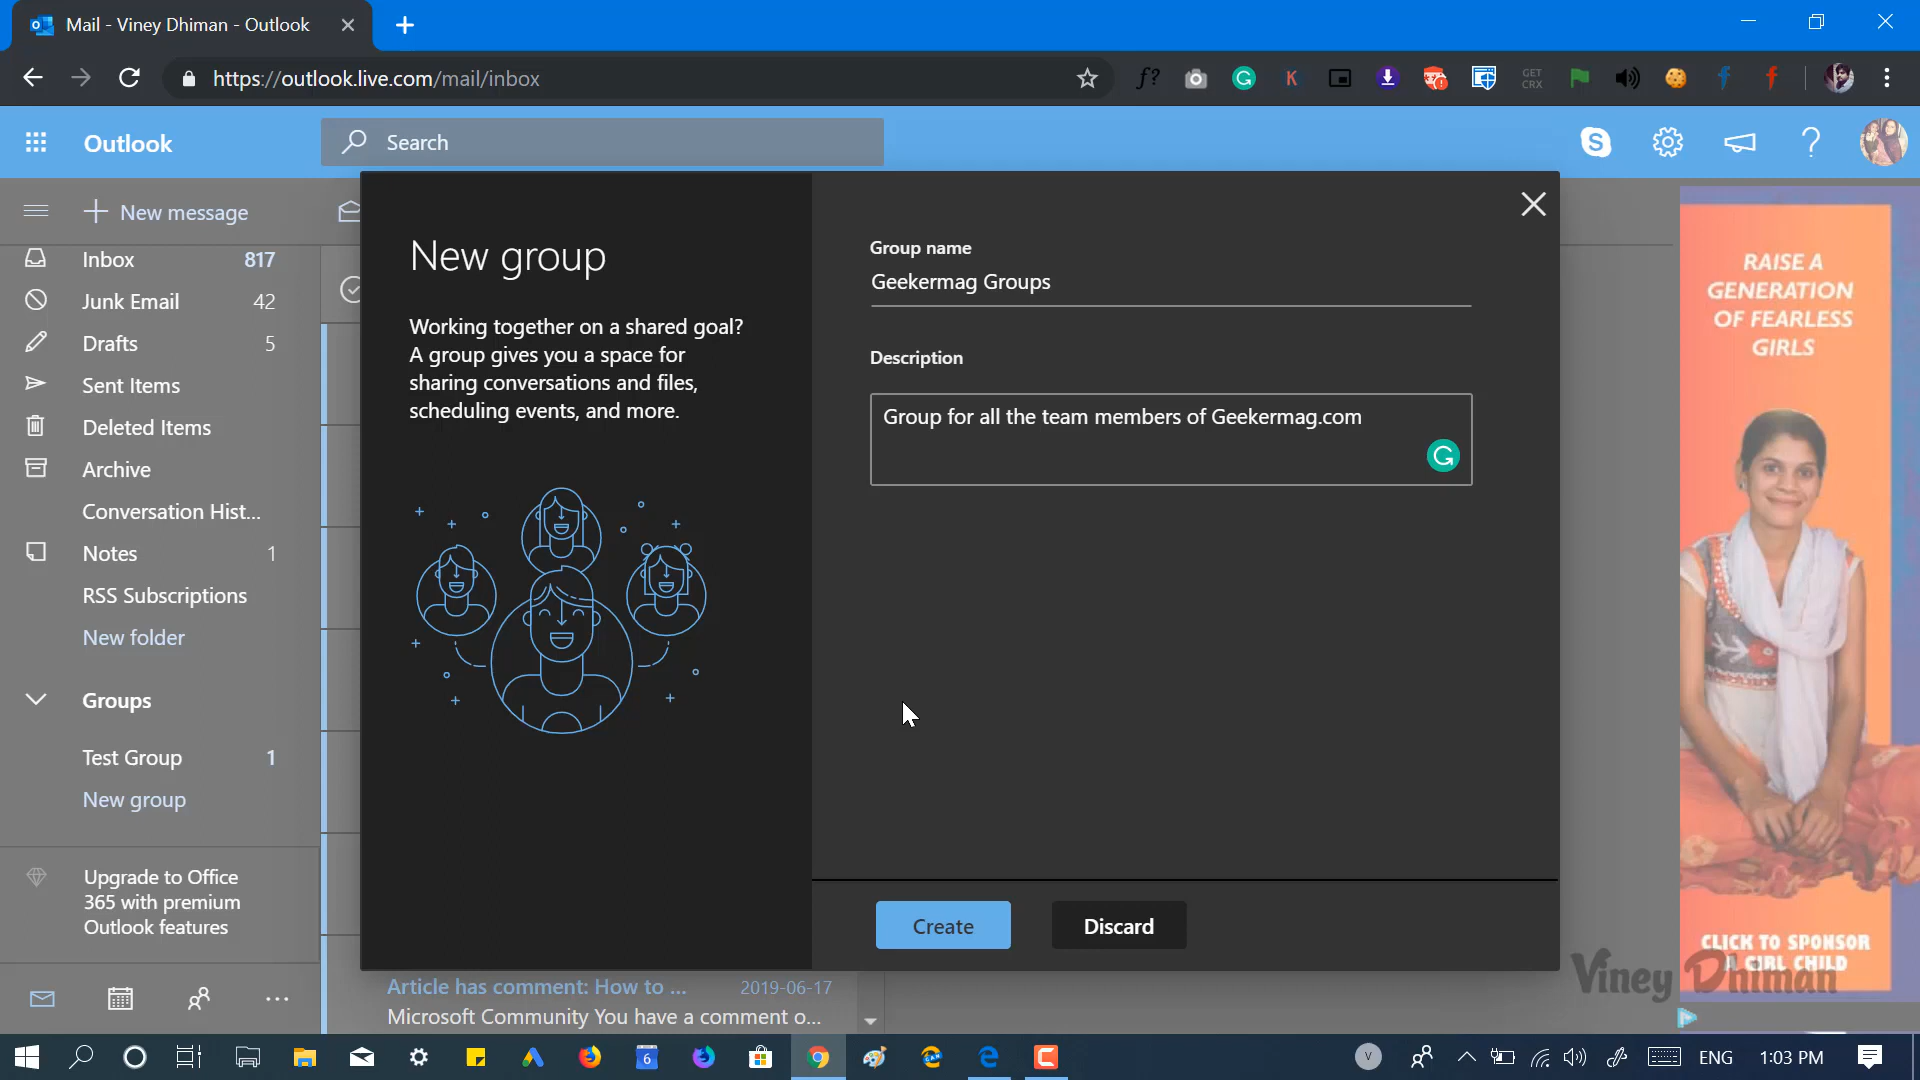 Mail - Viney Dhiman - Outlook
https://outlook.live.com/mail/inbox
f?
K
GET
CRX
Outlook
Search
New message
Inbox 817
Junk Email 42
Drafts 5
Sent Items
Deleted Items
Archive
Conversation Hist...
Notes 1
RSS Subscriptions
New folder
Groups
Test Group 1
New group
Upgrade to Office
365 with premium
Outlook features
New group
Working together on a shared goal?
A group gives you a space for
sharing conversations and files,
scheduling events, and more.
Group name
Geekermag Groups
Description
Group for all the team members of Geekermag.com
Create
Discard
Article has comment: How to ... 2019-06-17
Microsoft Community You have a comment o...
RAISE A
GENERATION
OF FEARLESS
GIRLS
CLICK TO SPONSOR
A GIRL CHILD
Viney Dhiman
6
V
ENG
1:03 PM